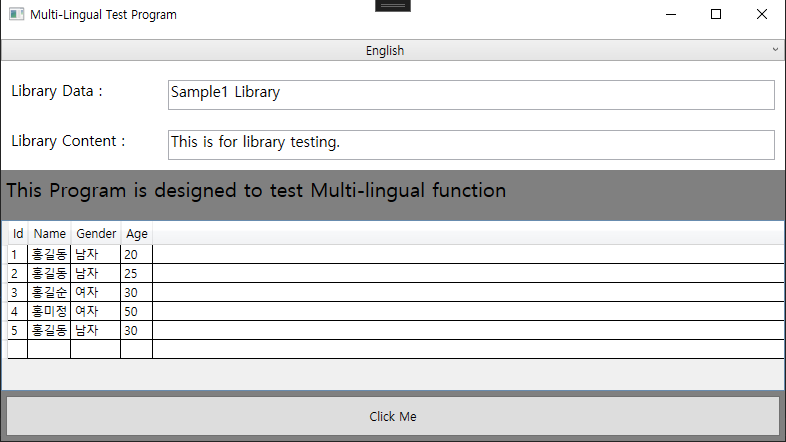 Multi-Lingual Test Program
English
Library Data : Sample1 Library
Library Content : This is for library testing.
This Program is designed to test Multi-lingual function
Id Name Gender Age
1 홍길동 남자 20
2 홍길동 남자 25
3 홍길순 여자 30
4 홍미정 여자 50
5 홍길동 남자 30
Click Me